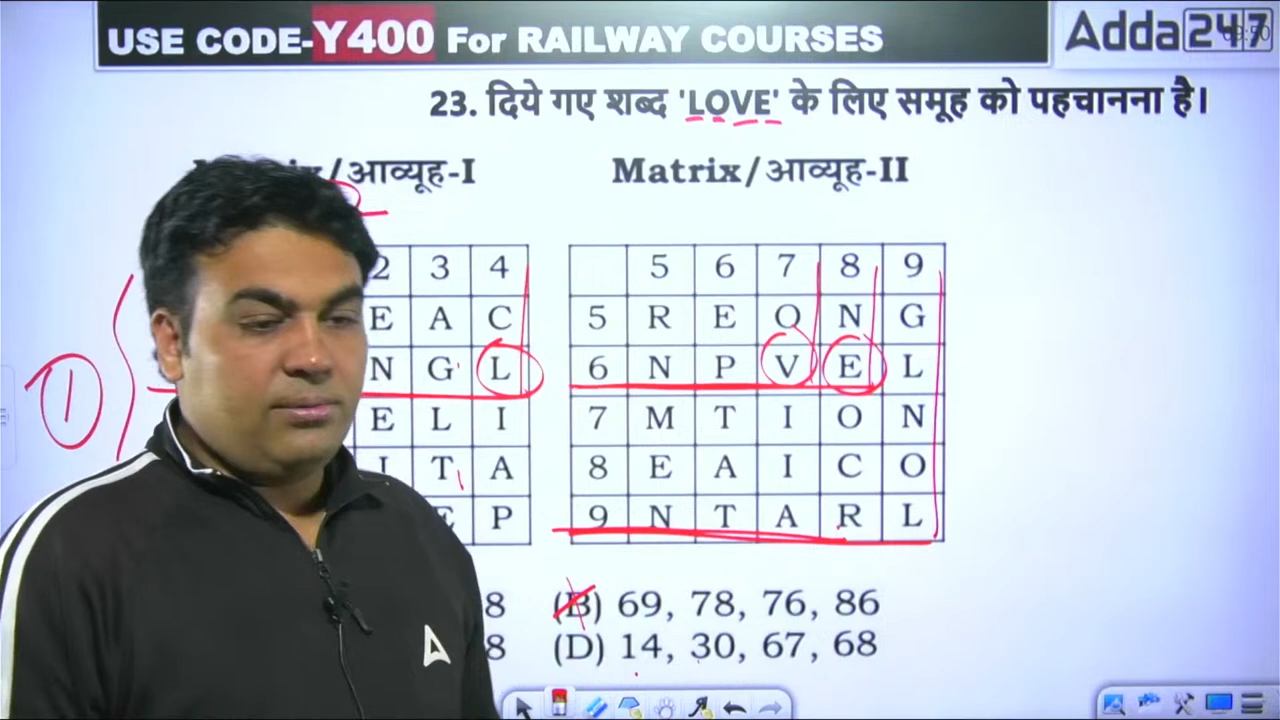 USE CODE-Y400 For RAILWAY COURSES
Adda247
23. दिये गए शब्द 'LOVE' के लिए समूह को पहचानना है।
/आव्यूह-I
Matrix/आव्यूह-II
2 3 4
E A C
N G L
E L I
T A
E P
5 6 7 8 9
5 R E O N G
6 N P V E L
7 M T I O N
8 E A I C O
9 N T A R L
1
8
(B) 69, 78, 76, 86
8
(D) 14, 30, 67, 68